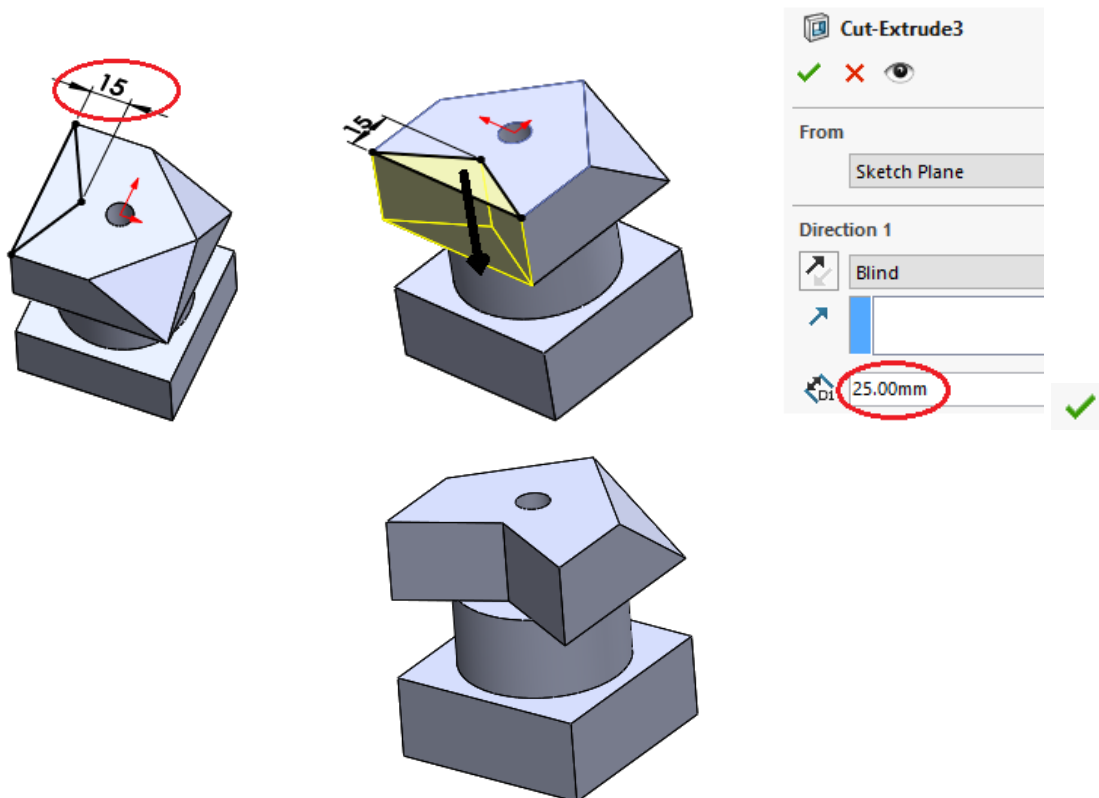 15
15
Cut-Extrude3
From
Sketch Plane
Direction 1
Blind
D1
25.00mm